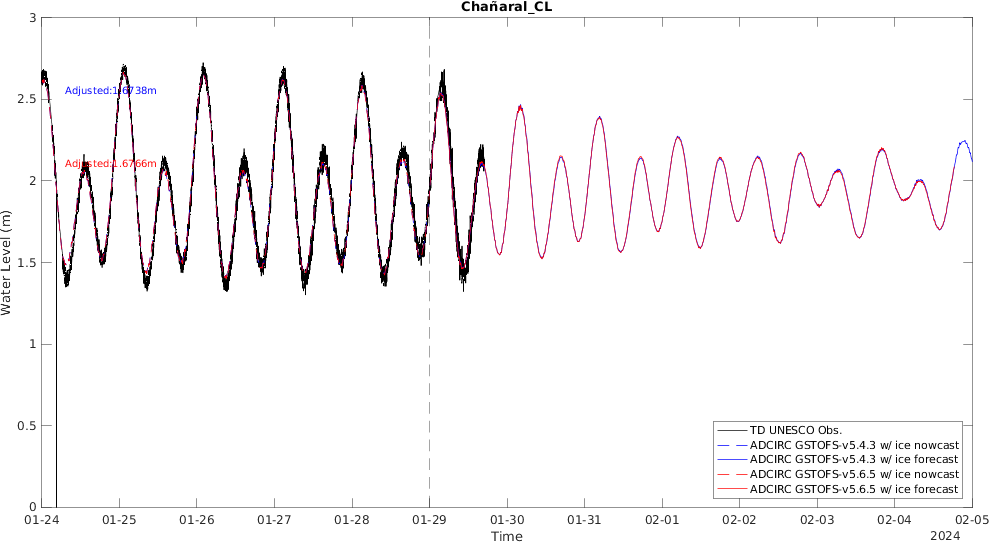 Chañaral_CL
3
2.5
2
1.5
1
0.5
0
Water Level (m)
Adjusted:1.6738m
Adjusted:1.6766m
TD UNESCO Obs.
ADCIRC GSTOFS-v5.4.3 w/ ice nowcast
ADCIRC GSTOFS-v5.4.3 w/ ice forecast
ADCIRC GSTOFS-v5.6.5 w/ ice nowcast
ADCIRC GSTOFS-v5.6.5 w/ ice forecast
01-24 01-25 01-26 01-27 01-28 01-29 01-30 01-31 02-01 02-02 02-03 02-04 02-05
Time
2024